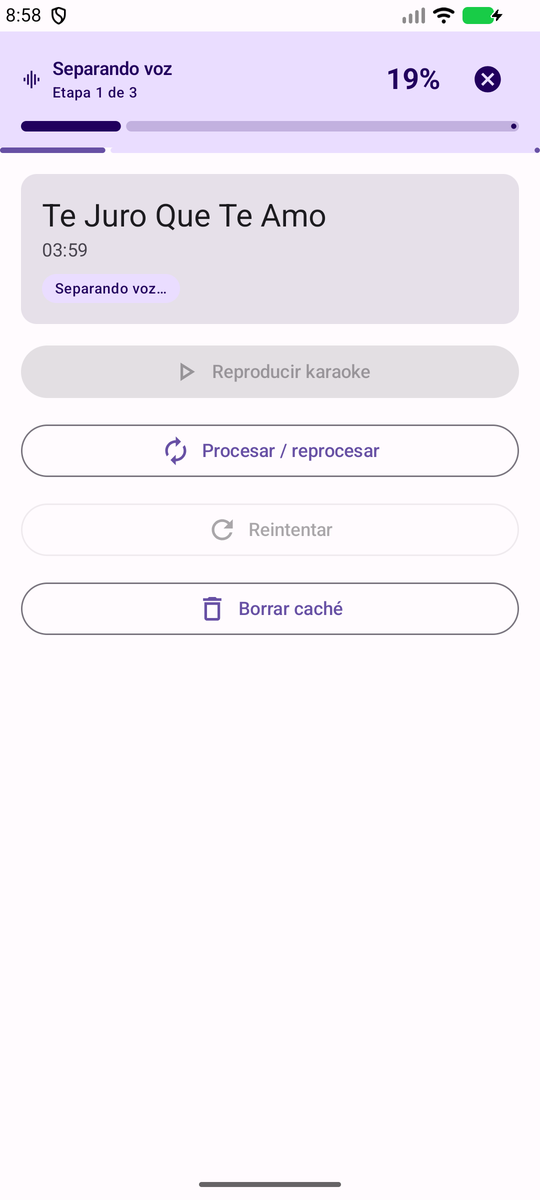 8:58
Separando voz
Etapa 1 de 3
19%
Te Juro Que Te Amo
03:59
Separando voz…
Reproducir karaoke
Procesar / reprocesar
Reintentar
Borrar caché